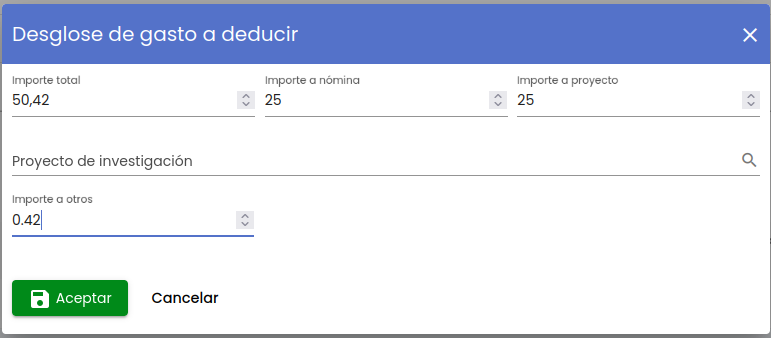 Desglose de gasto a deducir
Importe total
50,42
Importe a nómina
25
Importe a proyecto
25
Proyecto de investigación
Importe a otros
0.42
Aceptar
Cancelar